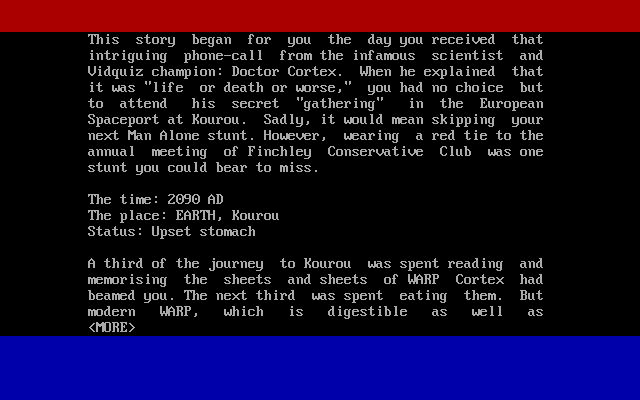 This story began for you the day you received that
intriguing phone-call from the infamous scientist and
Vidquiz champion: Doctor Cortex. When he explained that
it was "life or death or worse," you had no choice but
to attend his secret "gathering" in the European
Spaceport at Kourou. Sadly, it would mean skipping your
next Man Alone stunt. However, wearing a red tie to the
annual meeting of Finchley Conservative Club was one
stunt you could bear to miss.
The time: 2090 AD
The place: EARTH, Kourou
Status: Upset stomach
A third of the journey to Kourou was spent reading and
memorising the sheets and sheets of WARP Cortex had
beamed you. The next third was spent eating them. But
modern WARP, which is digestible as well as
<MORE>